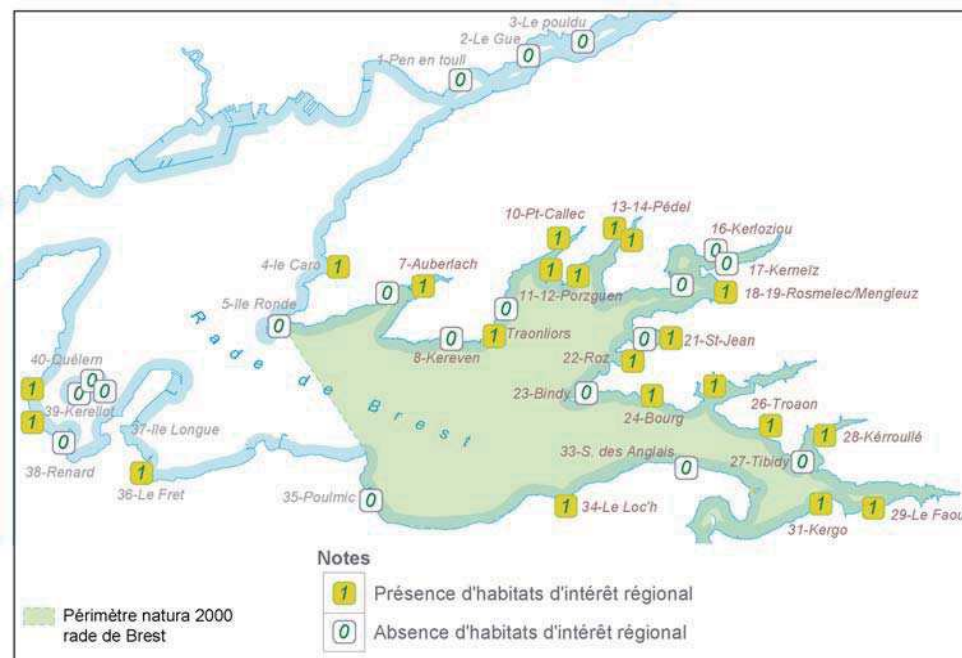 3-Le pouldu
2-Le Gue
1-Pen en toull
0
0
0
13-14-Pédel
10-Pt-Callec
1
1
1
16-Kerloziou
0
4-le Caro
1
7-Auberlach
1
0
1
1
0
17-Kerneïz
0
11-12-Porzguen
1
18-19-Rosmelec/Mengleuz
5-Ile Ronde
0
0
Traonliors
1
8-Kereven
0
0
1
21-St-Jean
22-Roz
1
Rade de Brest
40-Quélern
0
0
0
1
39-Kerellot
1
23-Bindy
0
1
24-Bourg
1
26-Troaon
1
37-Ile Longue
1
28-Kérroullé
38-Renard
0
33-S. des Anglais
0
27-Tibidy
0
36-Le Fret
1
35-Poulmic
0
1
34-Le Loc'h
1
31-Kergo
1
29-Le Faou
Notes
1 Présence d'habitats d'intérêt régional
0 Absence d'habitats d'intérêt régional
Périmètre natura 2000
rade de Brest